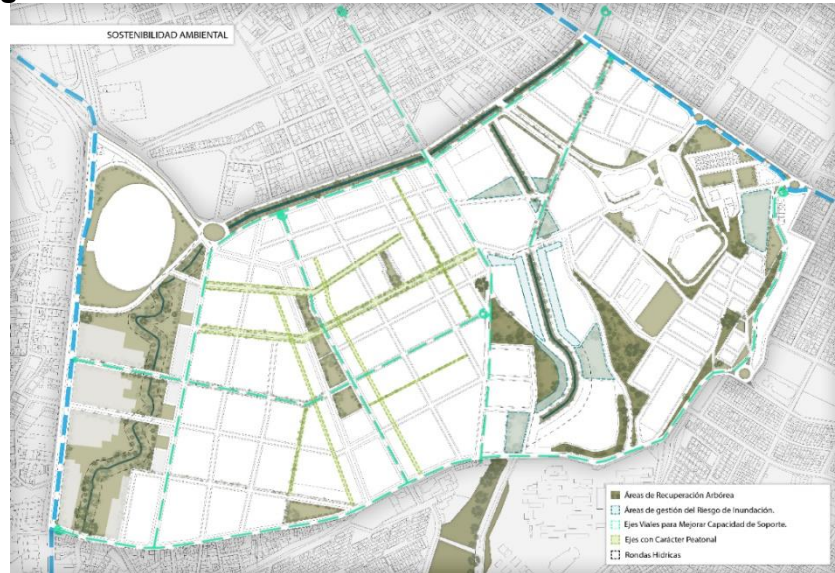 SOSTENIBILIDAD AMBIENTAL
Áreas de Recuperación Arbórea
Áreas de gestión del Riesgo de Inundación.
Ejes Viales para Mejorar Capacidad de Soporte.
Ejes con Carácter Peatonal
Rondas Hídricas